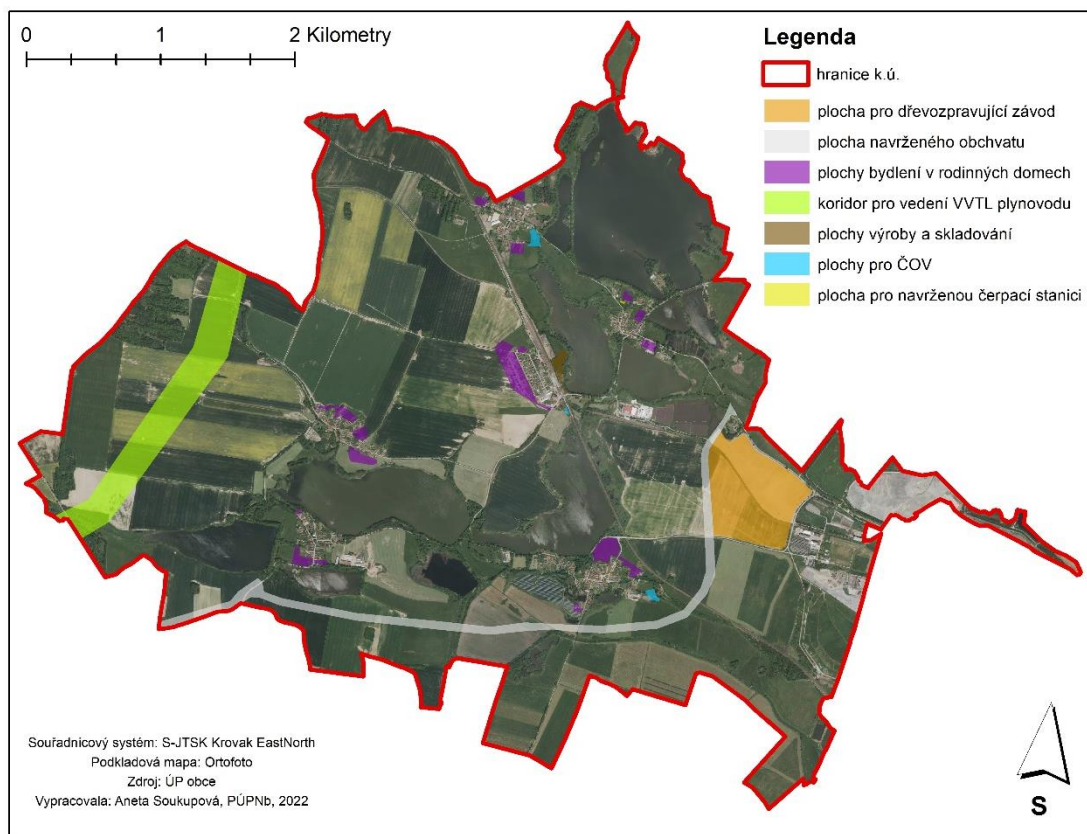 0 1 2 Kilometry
Legenda
hranice k.ú.
plocha pro dřevozpravující závod
plocha navrženého obchvatu
plochy bydlení v rodinných domech
koridor pro vedení VVTL plynovodu
plochy výroby a skladování
plochy pro ČOV
plocha pro navrženou čerpací stanici
Souřadnicový systém: S-JTSK Krovak EastNorth
Podkladová mapa: Ortofoto
Zdroj: ÚP obce
Vypracovala: Aneta Soukupová, PÚPNb, 2022
S